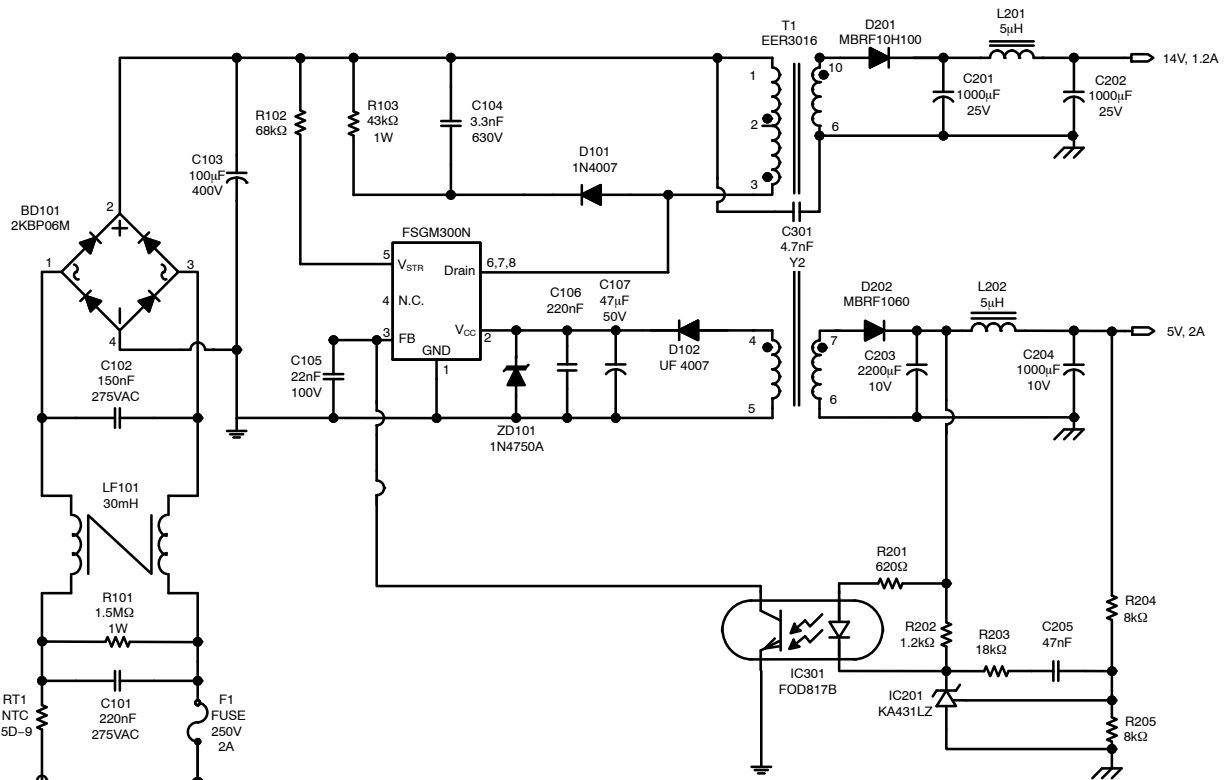 T1
EER3016
D201
MBRF10H100
L201
5µH
14V, 1.2A
1
2
3
10
6
C201
1000µF
25V
C202
1000µF
25V
R102
68kΩ
R103
43kΩ
1W
C104
3.3nF
630V
C103
100µF
400V
D101
1N4007
BD101
2KBP06M
2
1
3
4
FSGM300N
5
VSTR
Drain
6,7,8
4
N.C.
3
FB
VCC
2
GND
1
C301
4.7nF
Y2
C106
220nF
C107
47µF
50V
D102
UF 4007
4
5
7
6
D202
MBRF1060
L202
5µH
5V, 2A
C203
2200µF
10V
C204
1000µF
10V
C105
22nF
100V
ZD101
1N4750A
C102
150nF
275VAC
LF101
30mH
R101
1.5MΩ
1W
C101
220nF
275VAC
RT1
NTC
5D−9
F1
FUSE
250V
2A
R201
620Ω
R202
1.2kΩ
R203
18kΩ
C205
47nF
R204
8kΩ
IC301
FOD817B
IC201
KA431LZ
R205
8kΩ